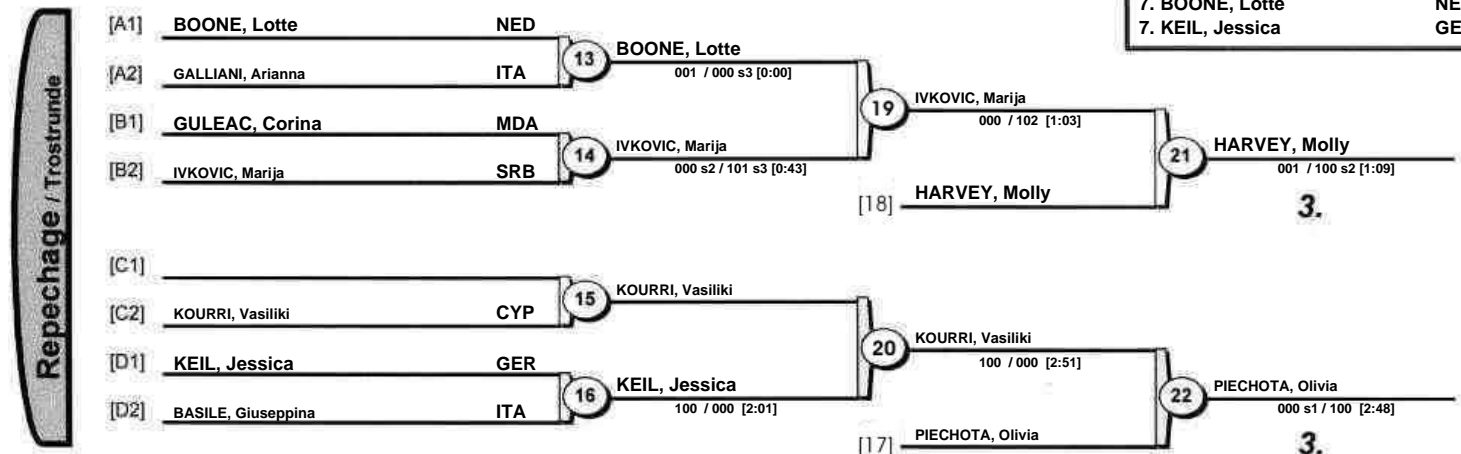 7. BOONE, Lotte NE
7. KEIL, Jessica GE
Repechage / Trostrunde
[A1] BOONE, Lotte NED
[A2] GALLIANI, Arianna ITA
13 BOONE, Lotte
001 / 000 s3 [0:00]
[B1] GULEAC, Corina MDA
[B2] IVKOVIC, Marija SRB
14 IVKOVIC, Marija
000 s2 / 101 s3 [0:43]
19 IVKOVIC, Marija
000 / 102 [1:03]
[18] HARVEY, Molly
21 HARVEY, Molly
001 / 100 s2 [1:09]
3.
[C1]
[C2] KOURRI, Vasiliki CYP
15 KOURRI, Vasiliki
[D1] KEIL, Jessica GER
[D2] BASILE, Giuseppina ITA
16 KEIL, Jessica
100 / 000 [2:01]
20 KOURRI, Vasiliki
100 / 000 [2:51]
[17] PIECHOTA, Olivia
22 PIECHOTA, Olivia
000 s1 / 100 [2:48]
3.